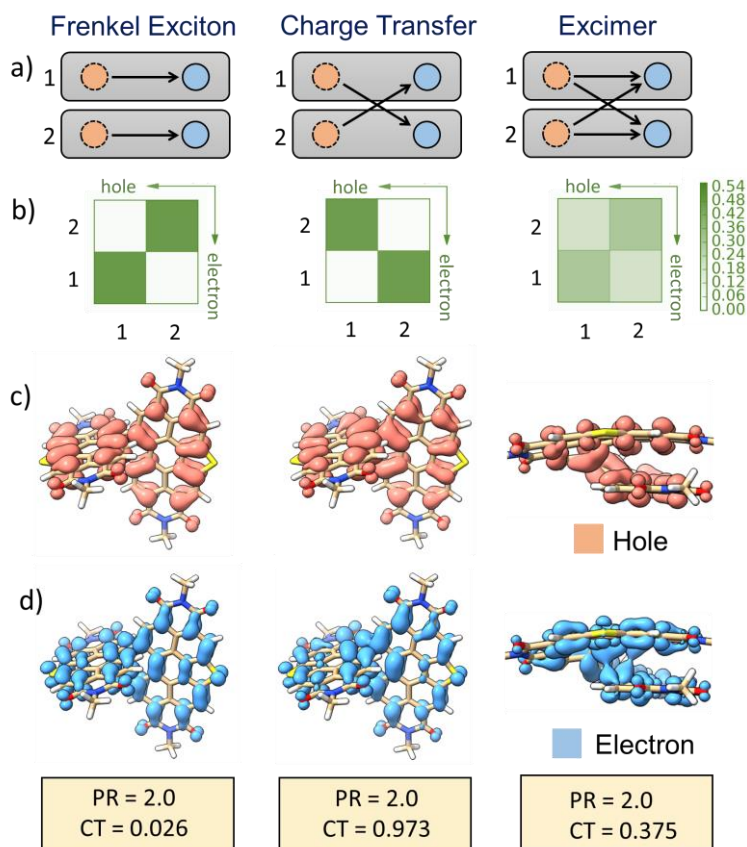 Frenkel Exciton Charge Transfer Excimer
a) 1 1 1
2 2 2
b) hole hole hole
2 2 2
1 1 1
electron electron electron
1 2 1 2 1 2
0.54
0.48
0.42
0.36
0.30
0.24
0.18
0.12
0.06
0.00
c)
Hole
d)
Electron
PR = 2.0 PR = 2.0 PR = 2.0
CT = 0.026 CT = 0.973 CT = 0.375